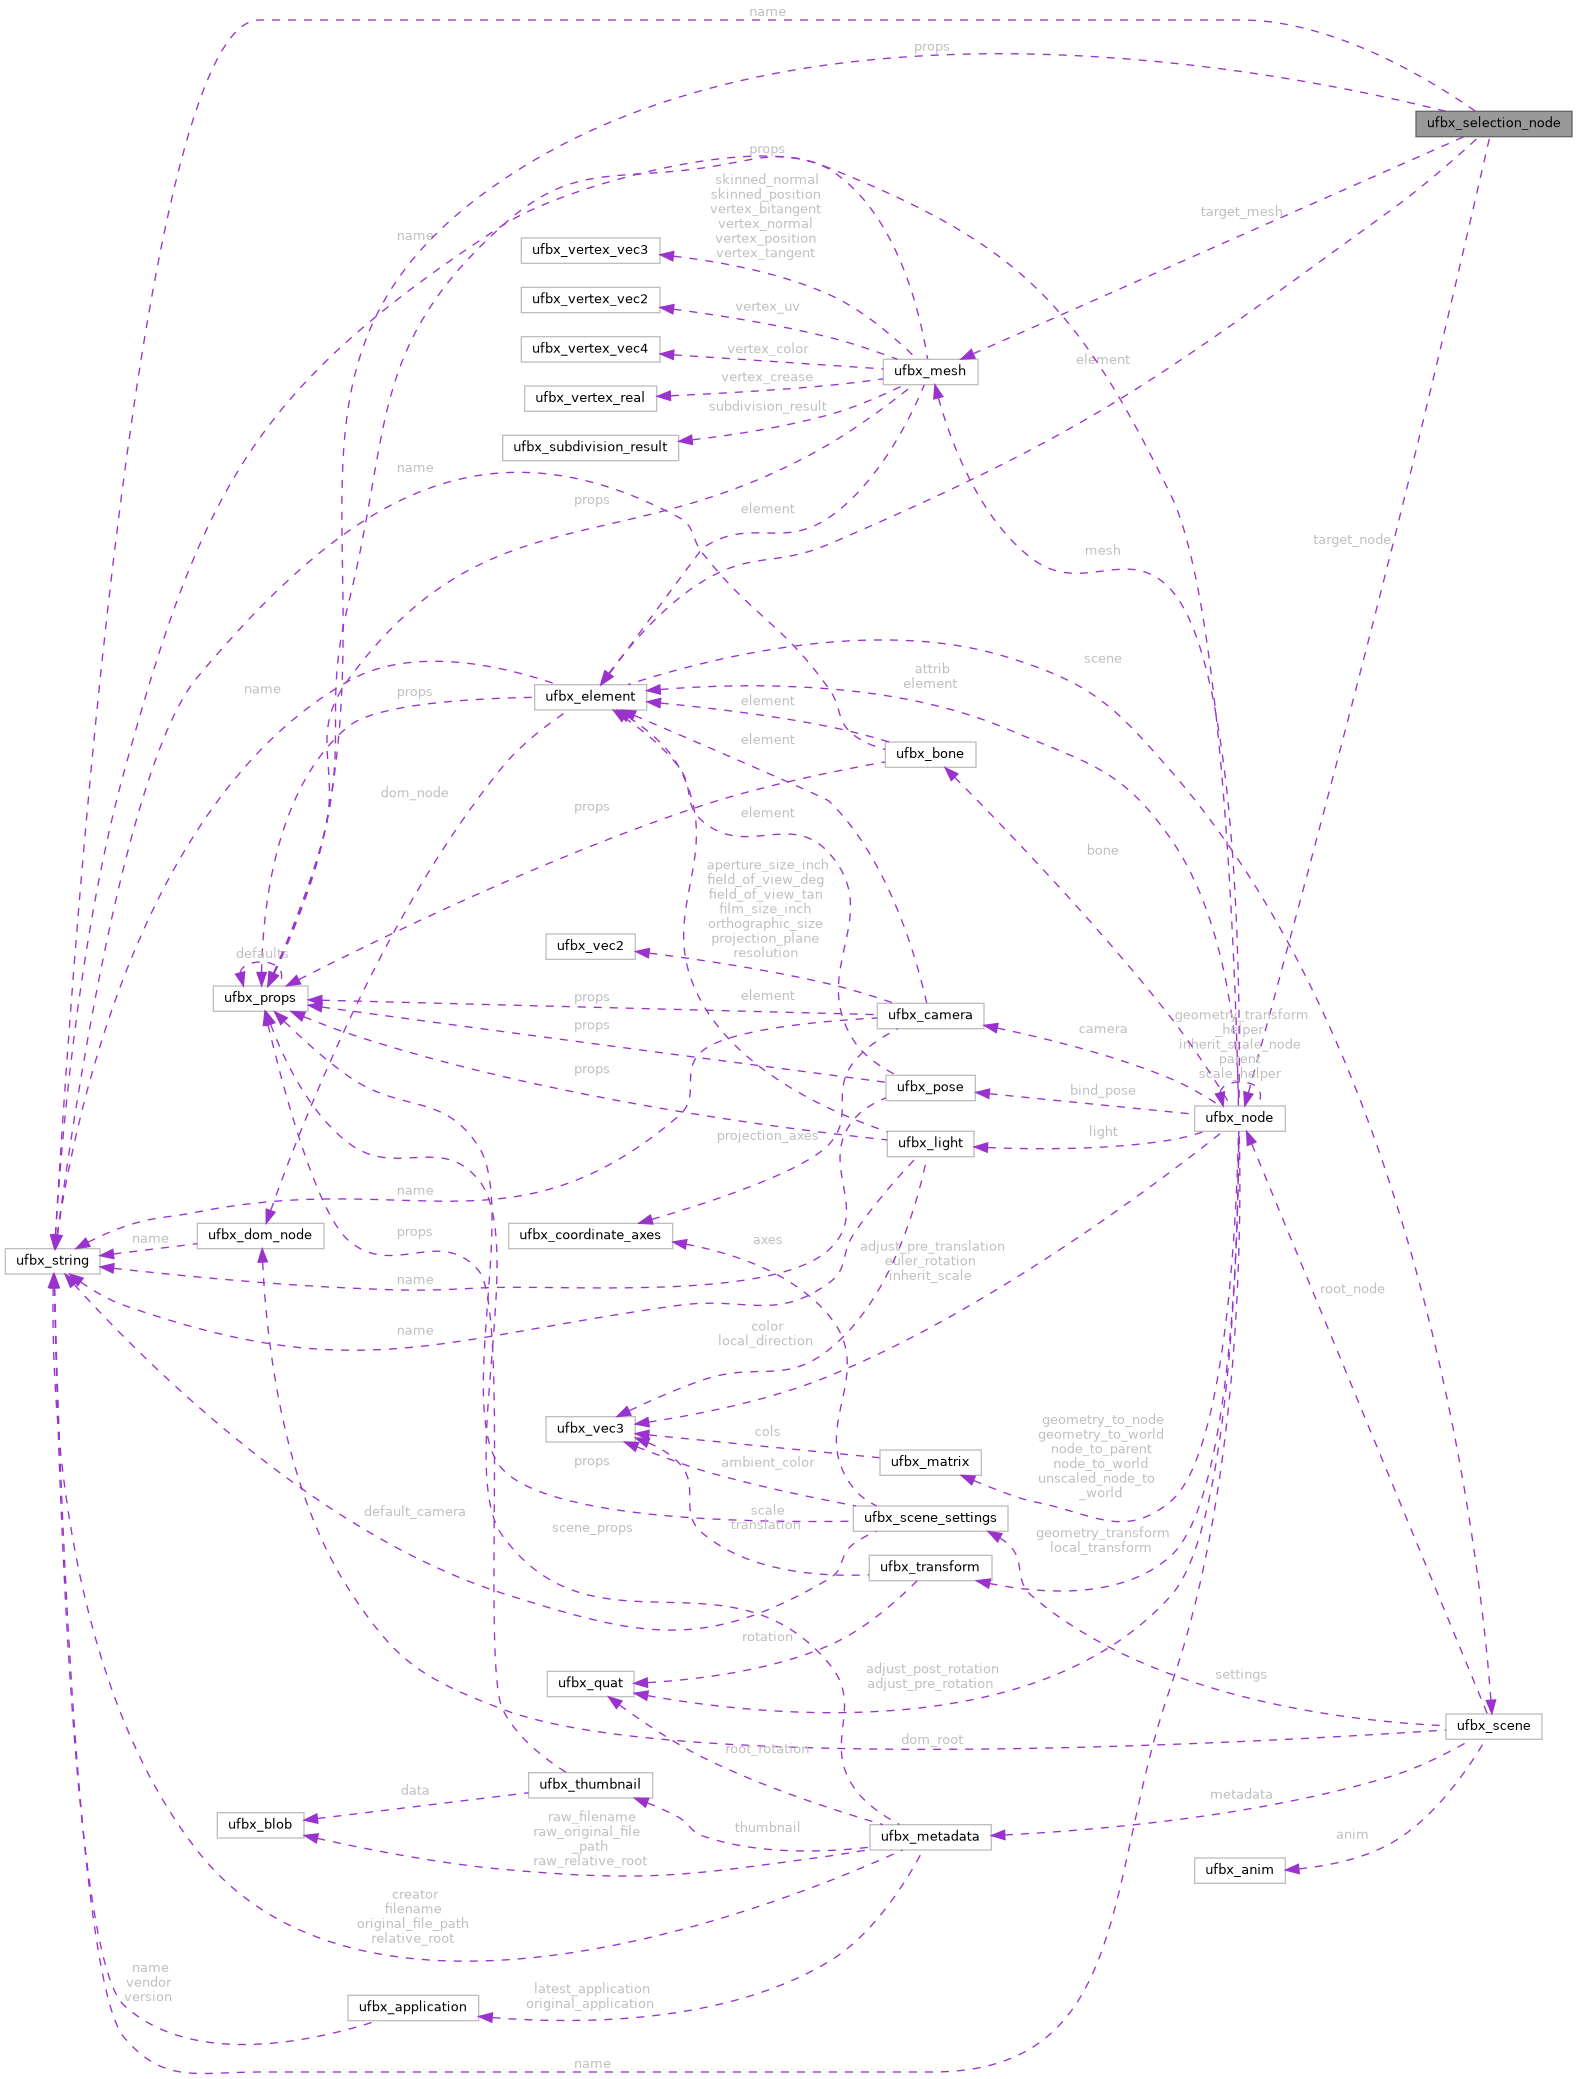 name
props
ufbx_selection_node
props
skinned_normal
skinned_position
vertex_bitangent
vertex_normal
vertex_position
vertex_tangent
target_mesh
name
ufbx_vertex_vec3
ufbx_vertex_vec2
vertex_uv
ufbx_vertex_vec4
vertex_color
element
ufbx_mesh
vertex_crease
ufbx_vertex_real
subdivision_result
ufbx_subdivision_result
name
props
element
target_node
mesh
scene
attrib
element
name
props
ufbx_element
element
element
ufbx_bone
dom_node
props
element
bone
aperture_size_inch
field_of_view_deg
field_of_view_tan
film_size_inch
orthographic_size
projection_plane
resolution
ufbx_vec2
defaults
ufbx_props
props
element
ufbx_camera
geometry_transform
_helper
inherit_scale_node
parent
scale_helper
props
camera
props
ufbx_pose
bind_pose
ufbx_node
projection_axes
ufbx_light
light
name
name
ufbx_dom_node
props
ufbx_coordinate_axes
axes
adjust_pre_translation
euler_rotation
inherit_scale
ufbx_string
name
root_node
name
color
local_direction
ufbx_vec3
cols
geometry_to_node
geometry_to_world
node_to_parent
node_to_world
unscaled_node_to
_world
props
ambient_color
ufbx_matrix
default_camera
scene_props
scale
translation
ufbx_scene_settings
geometry_transform
local_transform
ufbx_transform
rotation
ufbx_quat
adjust_post_rotation
adjust_pre_rotation
settings
ufbx_scene
root_rotation
dom_root
ufbx_thumbnail
data
metadata
ufbx_blob
raw_filename
raw_original_file
_path
raw_relative_root
thumbnail
ufbx_metadata
anim
ufbx_anim
creator
filename
original_file_path
relative_root
name
vendor
version
ufbx_application
latest_application
original_application
name